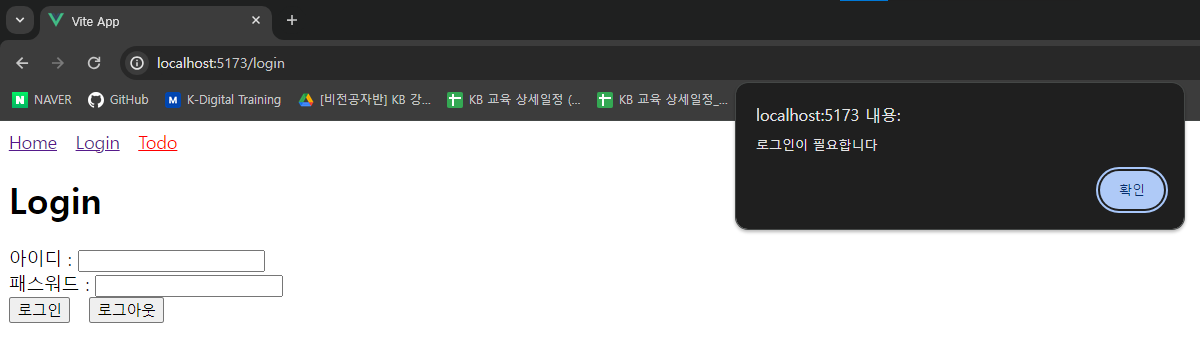 Vite App
localhost:5173/login
NAVER GitHub K-Digital Training [비전공자반] KB 강... KB 교육 상세일정 (... KB 교육 상세일정_...
localhost:5173 내용:
로그인이 필요합니다
확인
Home Login Todo
Login
아이디 :
패스워드 :
로그인 로그아웃